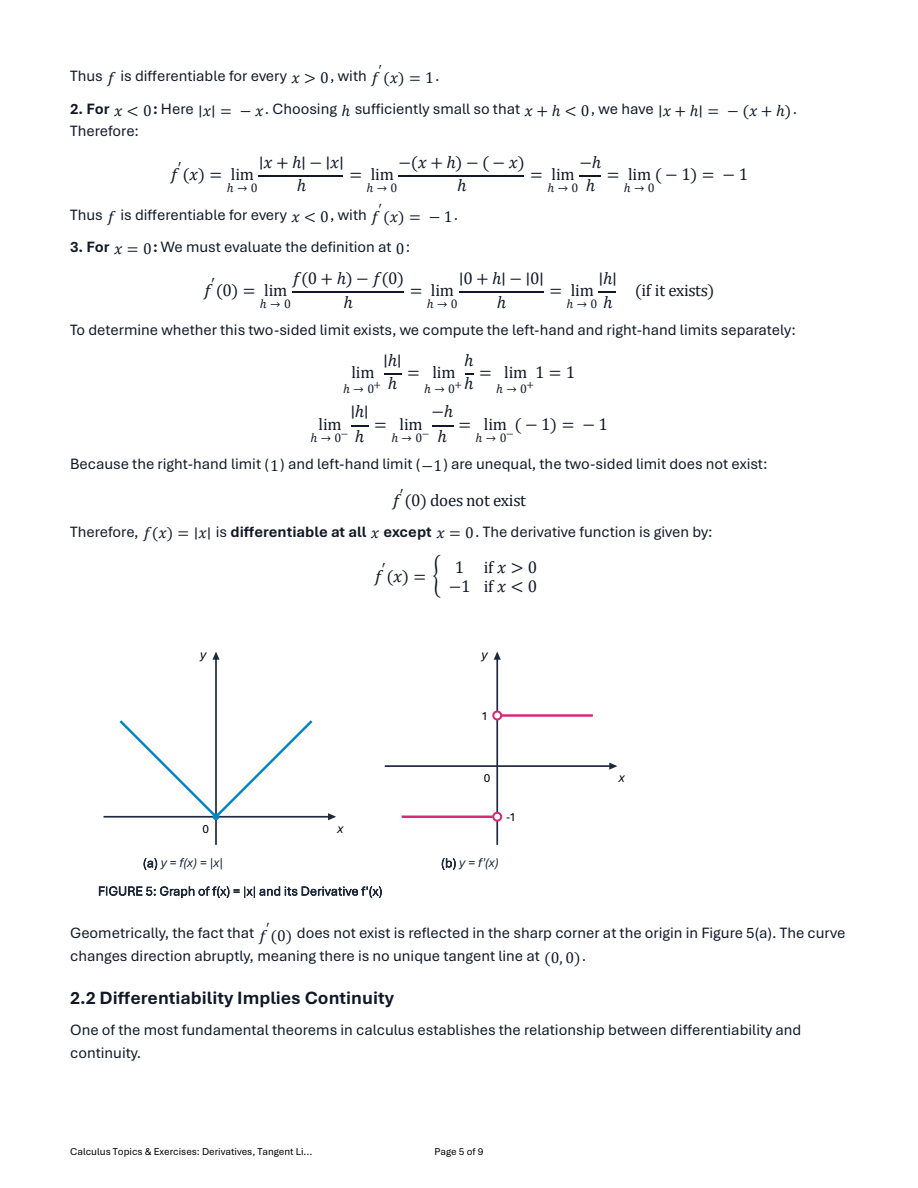 Thus f is differentiable for every x > 0, with f′(x) = 1.
2. For x < 0: Here |x| = − x. Choosing h sufficiently small so that x + h < 0, we have |x + h| = − (x + h).
Therefore:
f′(x) = lim_{h → 0} (|x + h| − |x|)/h = lim_{h → 0} (−(x + h) − ( − x))/h = lim_{h → 0} −h/h = lim_{h → 0} ( − 1) = − 1
Thus f is differentiable for every x < 0, with f′(x) = − 1.
3. For x = 0: We must evaluate the definition at 0:
f′(0) = lim_{h → 0} (f(0 + h) − f(0))/h = lim_{h → 0} (|0 + h| − |0|)/h = lim_{h → 0} |h|/h (if it exists)
To determine whether this two-sided limit exists, we compute the left-hand and right-hand limits separately:
lim_{h → 0⁺} |h|/h = lim_{h → 0⁺} h/h = lim_{h → 0⁺} 1 = 1
lim_{h → 0⁻} |h|/h = lim_{h → 0⁻} −h/h = lim_{h → 0⁻} ( − 1) = − 1
Because the right-hand limit (1) and left-hand limit (−1) are unequal, the two-sided limit does not exist:
f′(0) does not exist
Therefore, f(x) = |x| is differentiable at all x except x = 0. The derivative function is given by:
f′(x) = { 1 if x > 0
−1 if x < 0
y
0
x
(a) y = f(x) = |x|
y
1
0
x
-1
(b) y = f'(x)
FIGURE 5: Graph of f(x) = |x| and its Derivative f'(x)
Geometrically, the fact that f′(0) does not exist is reflected in the sharp corner at the origin in Figure 5(a). The curve
changes direction abruptly, meaning there is no unique tangent line at (0, 0).
2.2 Differentiability Implies Continuity
One of the most fundamental theorems in calculus establishes the relationship between differentiability and
continuity.
Calculus Topics & Exercises: Derivatives, Tangent Li... Page 5 of 9